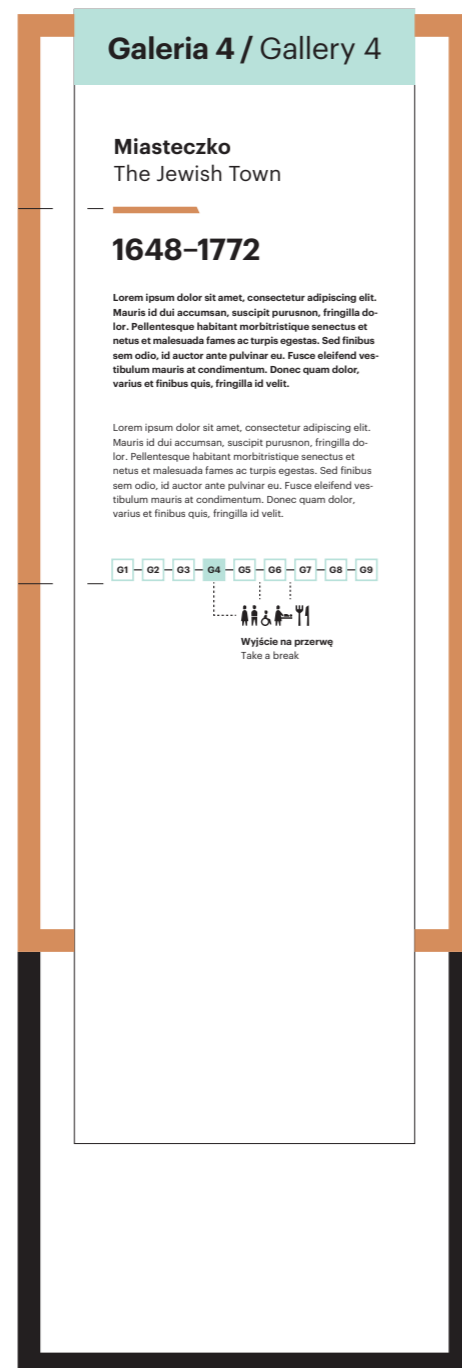 Galeria 4 / Gallery 4
Miasteczko
The Jewish Town
1648–1772
Lorem ipsum dolor sit amet, consectetur adipiscing elit.
Mauris id dui accumsan, suscipit purusnon, fringilla do-
lor. Pellentesque habitant morbitristique senectus et
netus et malesuada fames ac turpis egestas. Sed finibus
sem odio, id auctor ante pulvinar eu. Fusce eleifend ves-
tibulum mauris at condimentum. Donec quam dolor,
varius et finibus quis, fringilla id velit.
Lorem ipsum dolor sit amet, consectetur adipiscing elit.
Mauris id dui accumsan, suscipit purusnon, fringilla do-
lor. Pellentesque habitant morbitristique senectus et
netus et malesuada fames ac turpis egestas. Sed finibus
sem odio, id auctor ante pulvinar eu. Fusce eleifend ves-
tibulum mauris at condimentum. Donec quam dolor,
varius et finibus quis, fringilla id velit.
G1 – G2 – G3 – G4 – G5 – G6 – G7 – G8 – G9
Wyjście na przerwę
Take a break